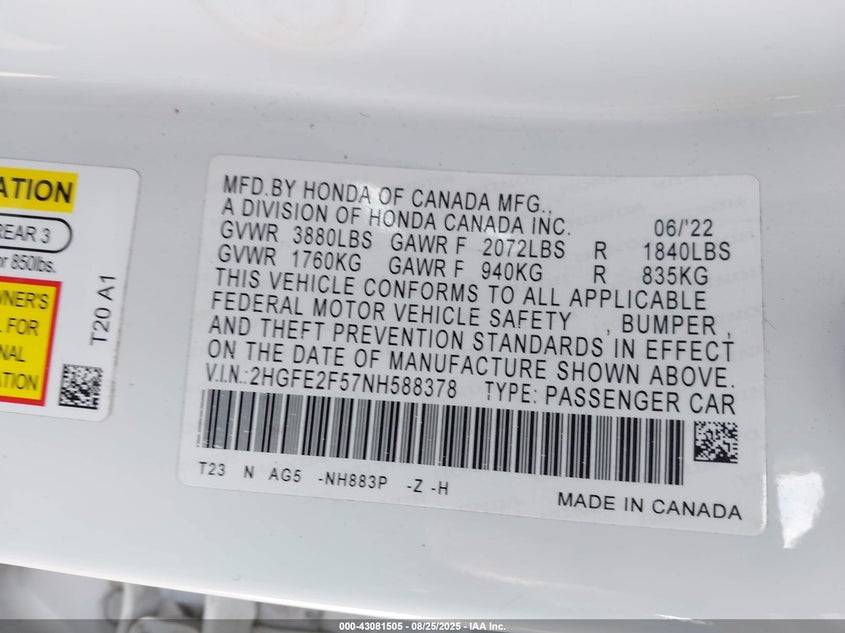 ATION
REAR 3
or 850lbs.
WNER'S
L FOR
NAL
ATION
T20 A1
MFD.BY HONDA OF CANADA MFG.,
A DIVISION OF HONDA CANADA INC. 06/'22
GVWR 3880LBS GAWR F 2072LBS R 1840LBS
GVWR 1760KG GAWR F 940KG R 835KG
THIS VEHICLE CONFORMS TO ALL APPLICABLE
FEDERAL MOTOR VEHICLE SAFETY , BUMPER ,
AND THEFT PREVENTION STANDARDS IN EFFECT
ON THE DATE OF MANUFACTURE SHOWN ABOVE.
V.I.N.:2HGFE2F57NH588378 TYPE: PASSENGER CAR
T23 N AG5 -NH883P -Z -H
MADE IN CANADA
000-43081505 - 08/25/2025 - IAA Inc.